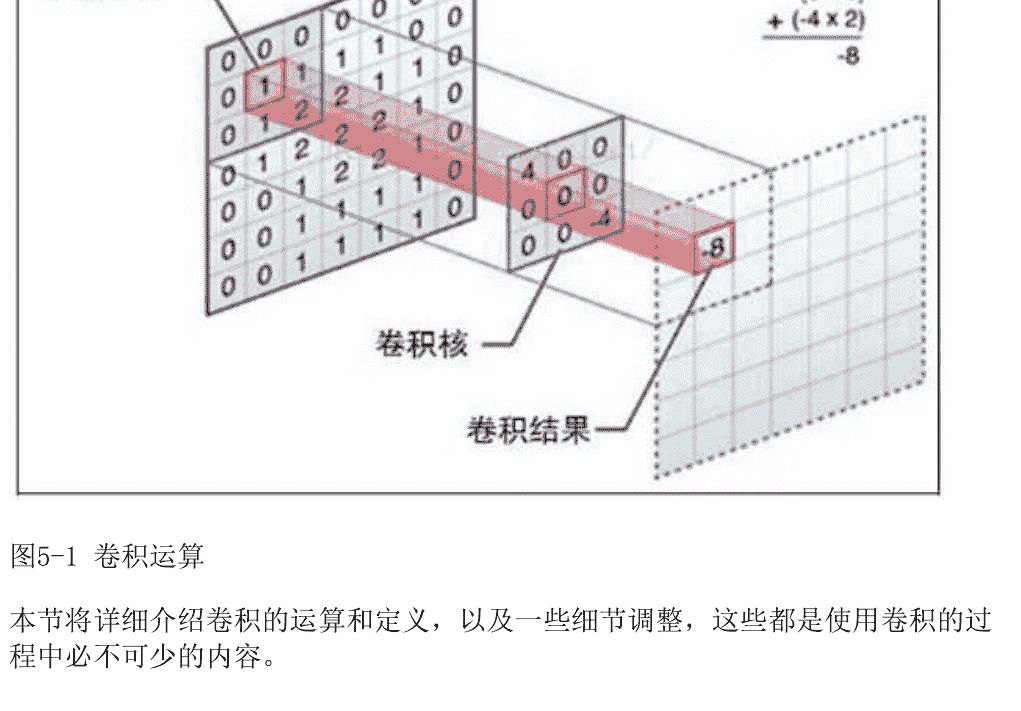 + (-4 x 2)
-8
0 0 0 0 0 0 0
0 1 1 1 1 0 0
0 1 2 2 1 1 0
0 1 2 2 2 1 0
0 1 2 2 1 0
0 0 1 1 1 1 0
0 0 1 1 1 1 0
4 0 0
0 0 0
0 0 -4
-8
卷积核
卷积结果
图5-1 卷积运算
本节将详细介绍卷积的运算和定义，以及一些细节调整，这些都是使用卷积的过
程中必不可少的内容。